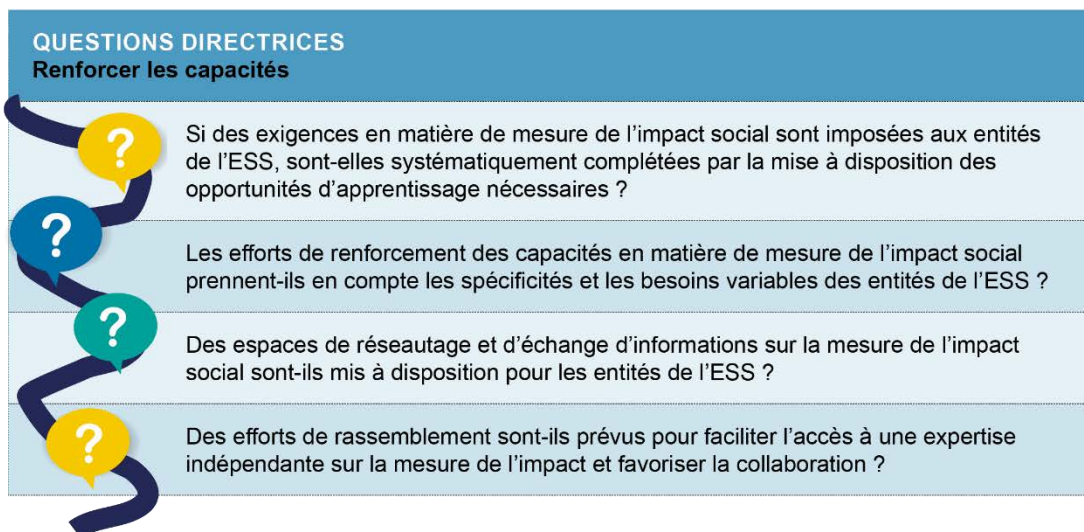 QUESTIONS DIRECTRICES
Renforcer les capacités
?
Si des exigences en matière de mesure de l’impact social sont imposées aux entités
de l’ESS, sont-elles systématiquement complétées par la mise à disposition des
opportunités d’apprentissage nécessaires ?
?
Les efforts de renforcement des capacités en matière de mesure de l’impact social
prennent-ils en compte les spécificités et les besoins variables des entités de l’ESS ?
?
Des espaces de réseautage et d’échange d’informations sur la mesure de l’impact
social sont-ils mis à disposition pour les entités de l’ESS ?
?
Des efforts de rassemblement sont-ils prévus pour faciliter l’accès à une expertise
indépendante sur la mesure de l’impact et favoriser la collaboration ?